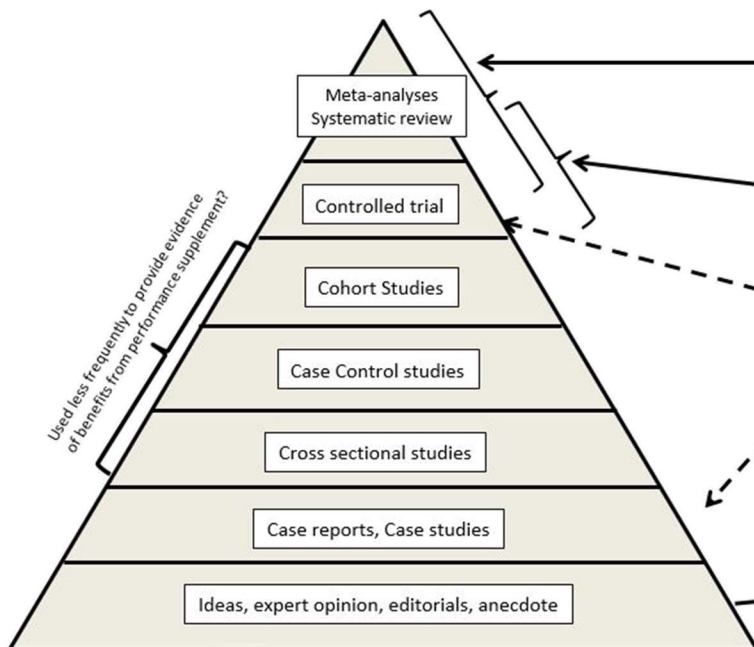 Meta-analyses
Systematic review
Controlled trial
Cohort Studies
Case Control studies
Cross sectional studies
Case reports, Case studies
Ideas, expert opinion, editorials, anecdote
Used less frequently to provide evidence
of benefits from performance supplement?